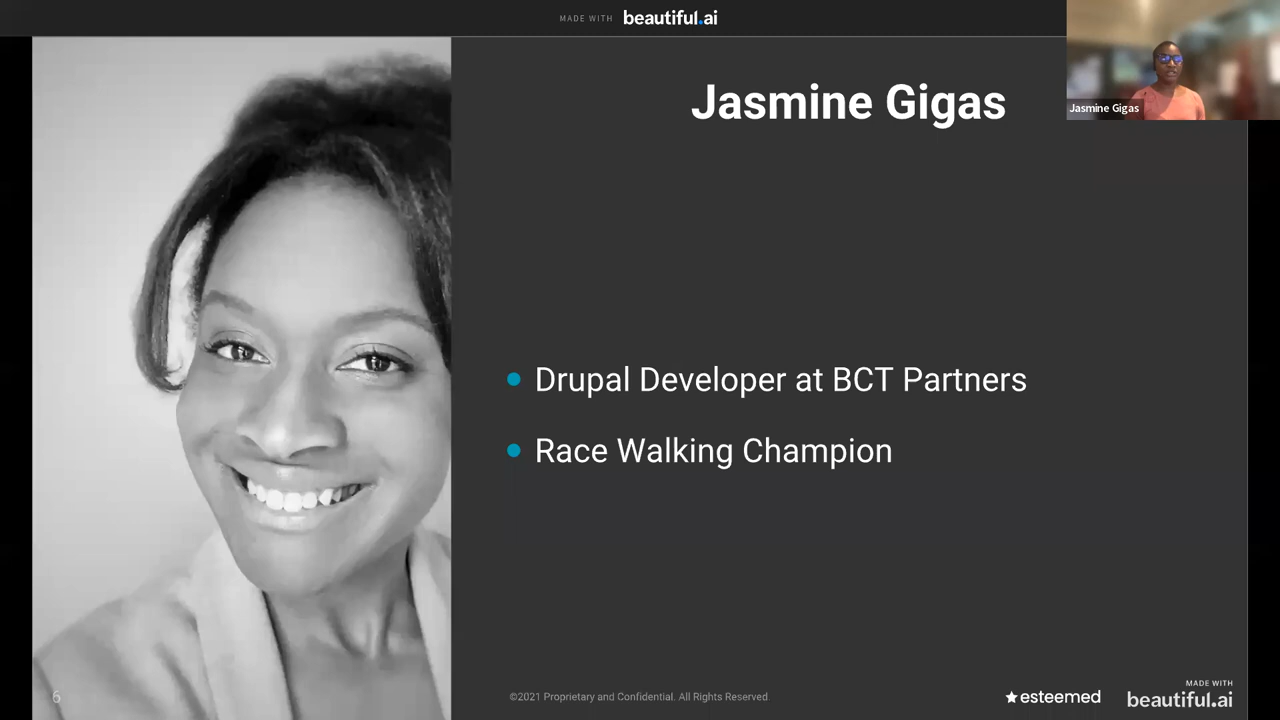 MADE WITH beautiful.ai
Jasmine Gigas
Jasmine Gigas
Drupal Developer at BCT Partners
Race Walking Champion
6
©2021 Proprietary and Confidential. All Rights Reserved.
esteemed
MADE WITH
beautiful.ai